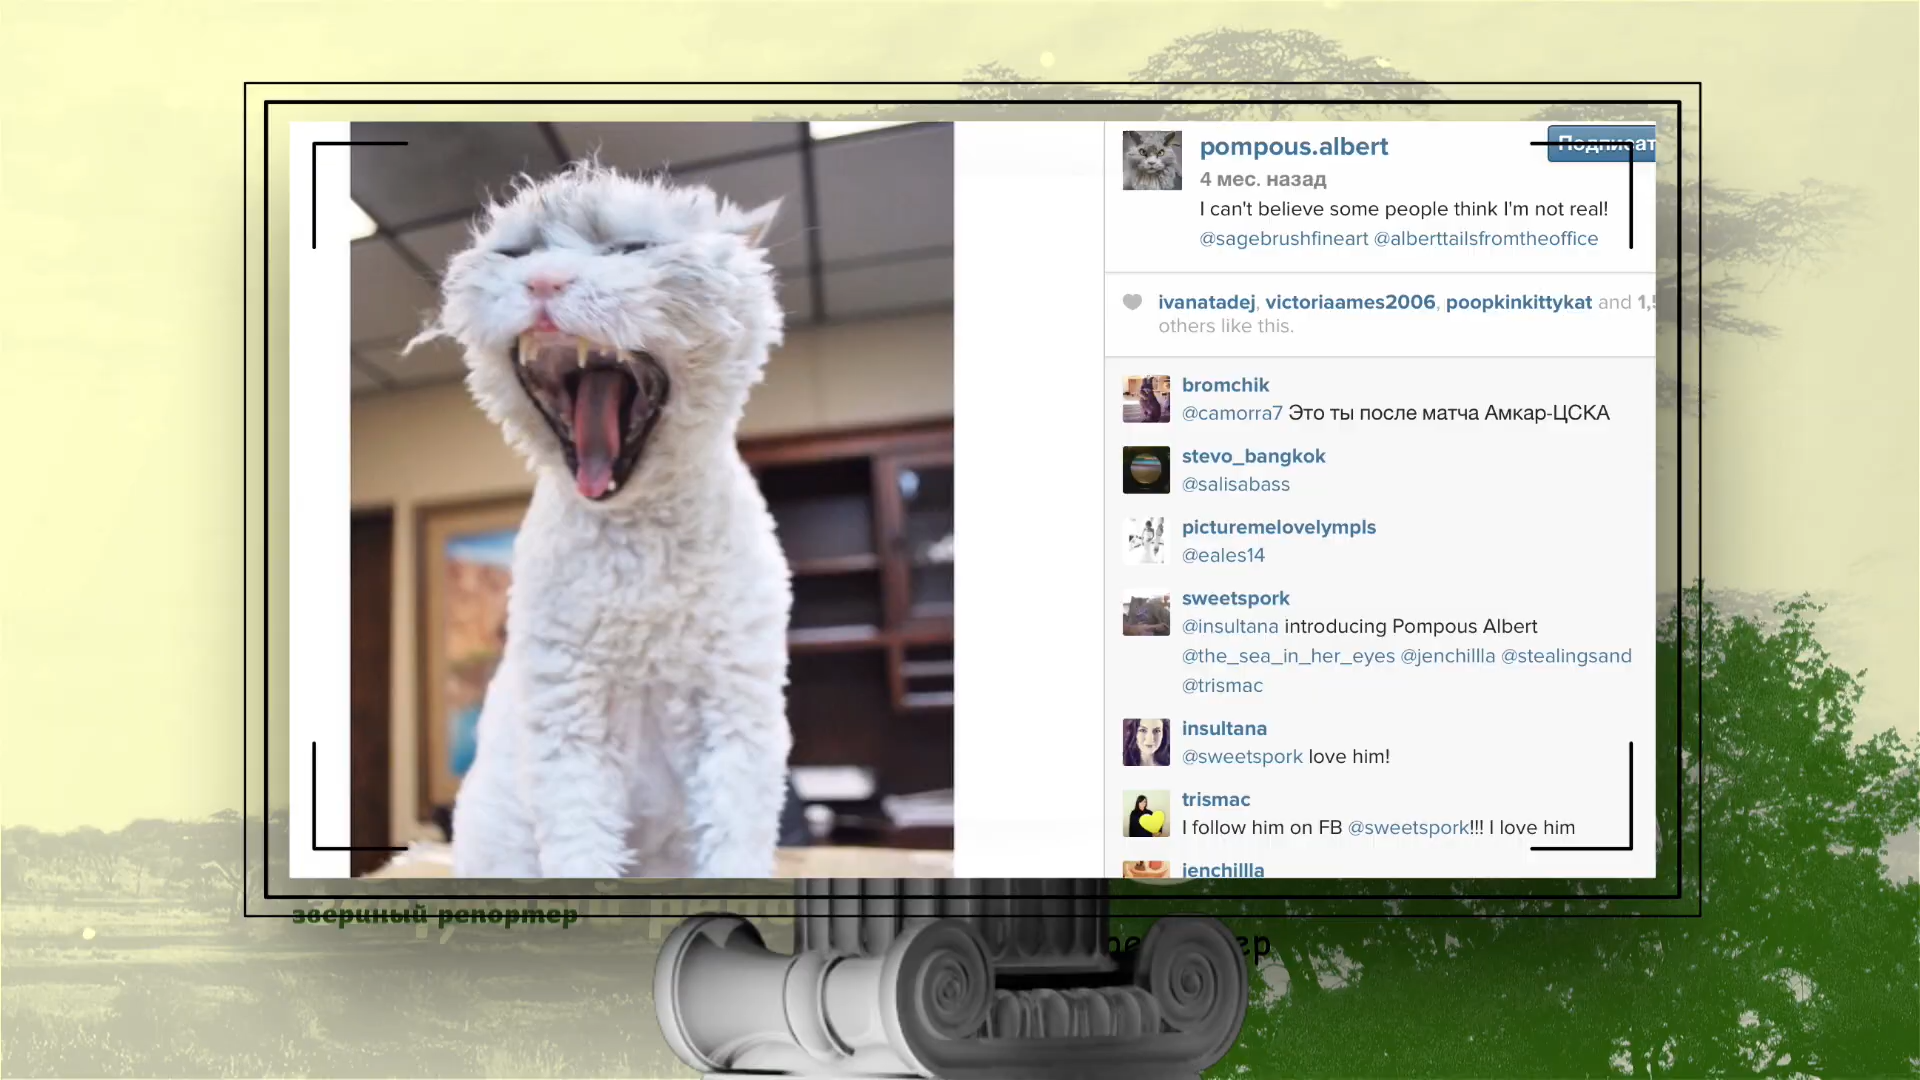 pompous.albert
4 мес. назад
I can't believe some people think I'm not real!
@sagebrushfineart @alberttailsfromtheoffice
ivanatadej, victoriaames2006, poopkinkittykat and
others like this.
bromchik
@camorra7 Это ты после матча Амкар-ЦСКА
stevo_bangkok
@salisabass
picturemelovelympls
@eales14
sweetspork
@insultana introducing Pompous Albert
@the_sea_in_her_eyes @jenchillla @stealingsand
@trismac
insultana
@sweetspork love him!
trismac
I follow him on FB @sweetspork!!! I love him
jenchillla
звериный репортер